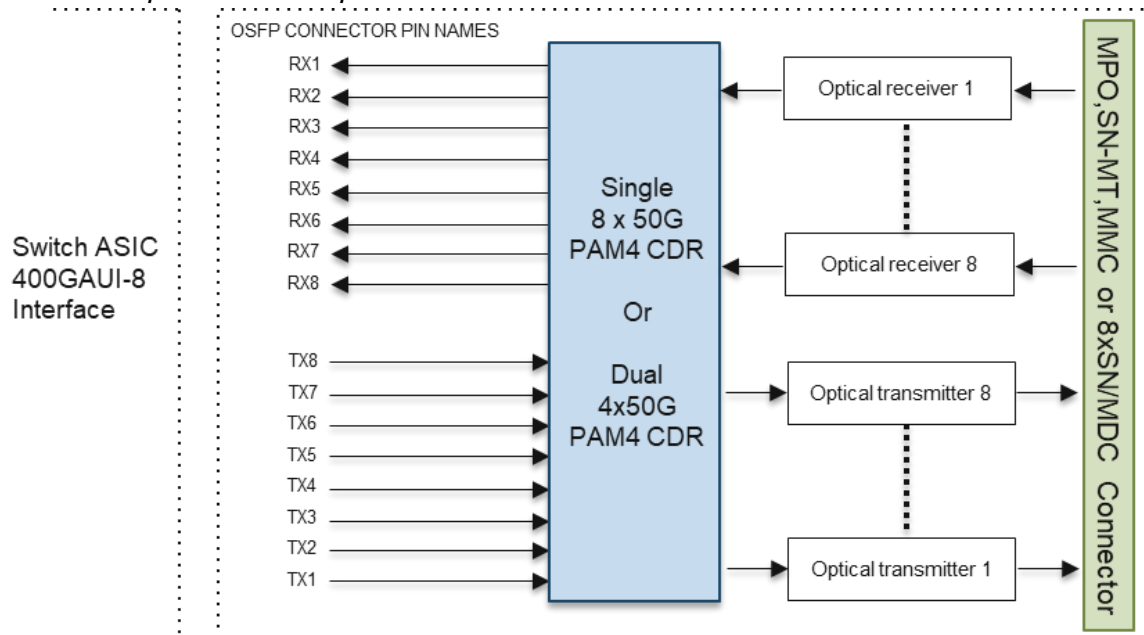 OSFP CONNECTOR PIN NAMES
RX1
RX2
RX3
RX4
RX5
RX6
RX7
RX8
TX8
TX7
TX6
TX5
TX4
TX3
TX2
TX1
Switch ASIC
400GAUI-8
Interface
Single
8 x 50G
PAM4 CDR
Or
Dual
4x50G
PAM4 CDR
Optical receiver 1
Optical receiver 8
Optical transmitter 8
Optical transmitter 1
MPO,SN-MT,MMC or 8xSN/MDC Connector